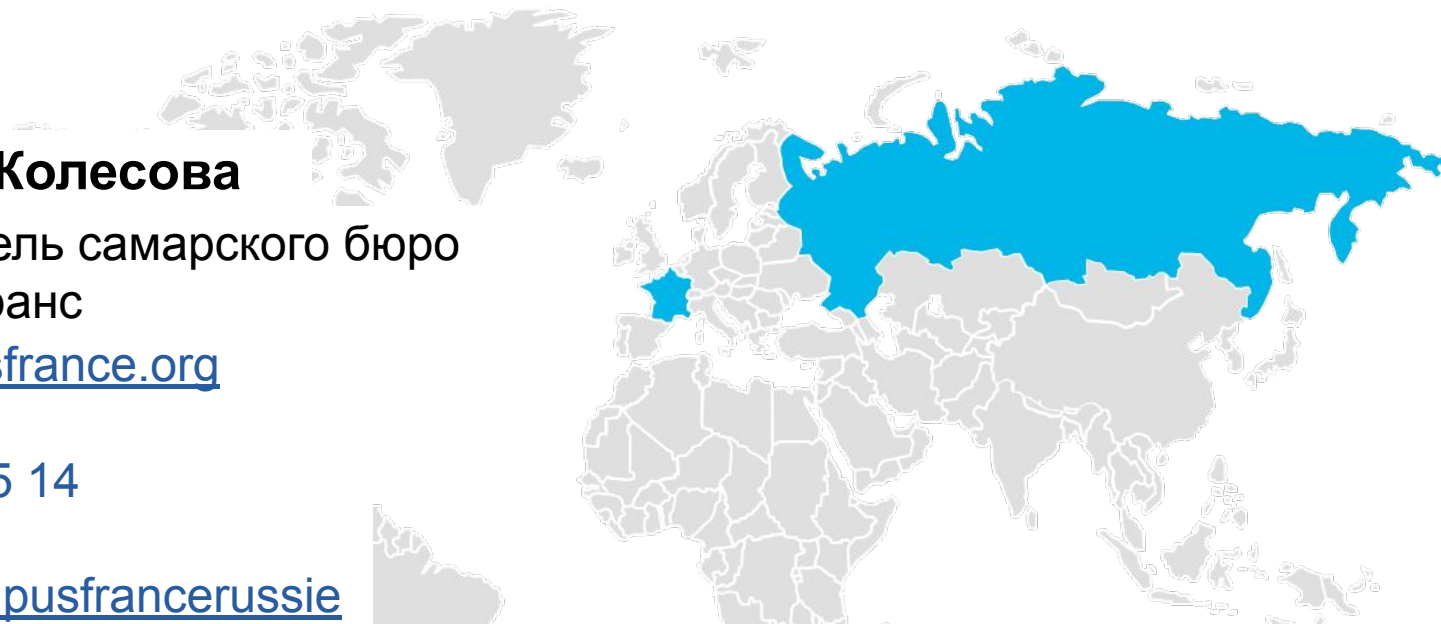 Колесова
ель самарского бюро
ранс
sfrance.org
5 14
pusfrancerussie